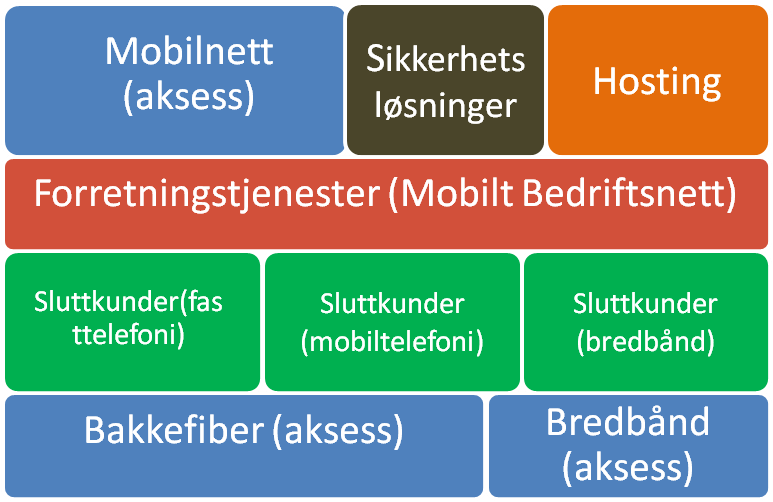 Mobilnett
(aksess)
Sikkerhets
løsninger
Hosting
Forretningstjenester (Mobilt Bedriftsnett)
Sluttkunder(fas
ttelefoni)
Sluttkunder
(mobiltelefoni)
Sluttkunder
(bredbånd)
Bakkefiber (aksess)
Bredbånd
(aksess)